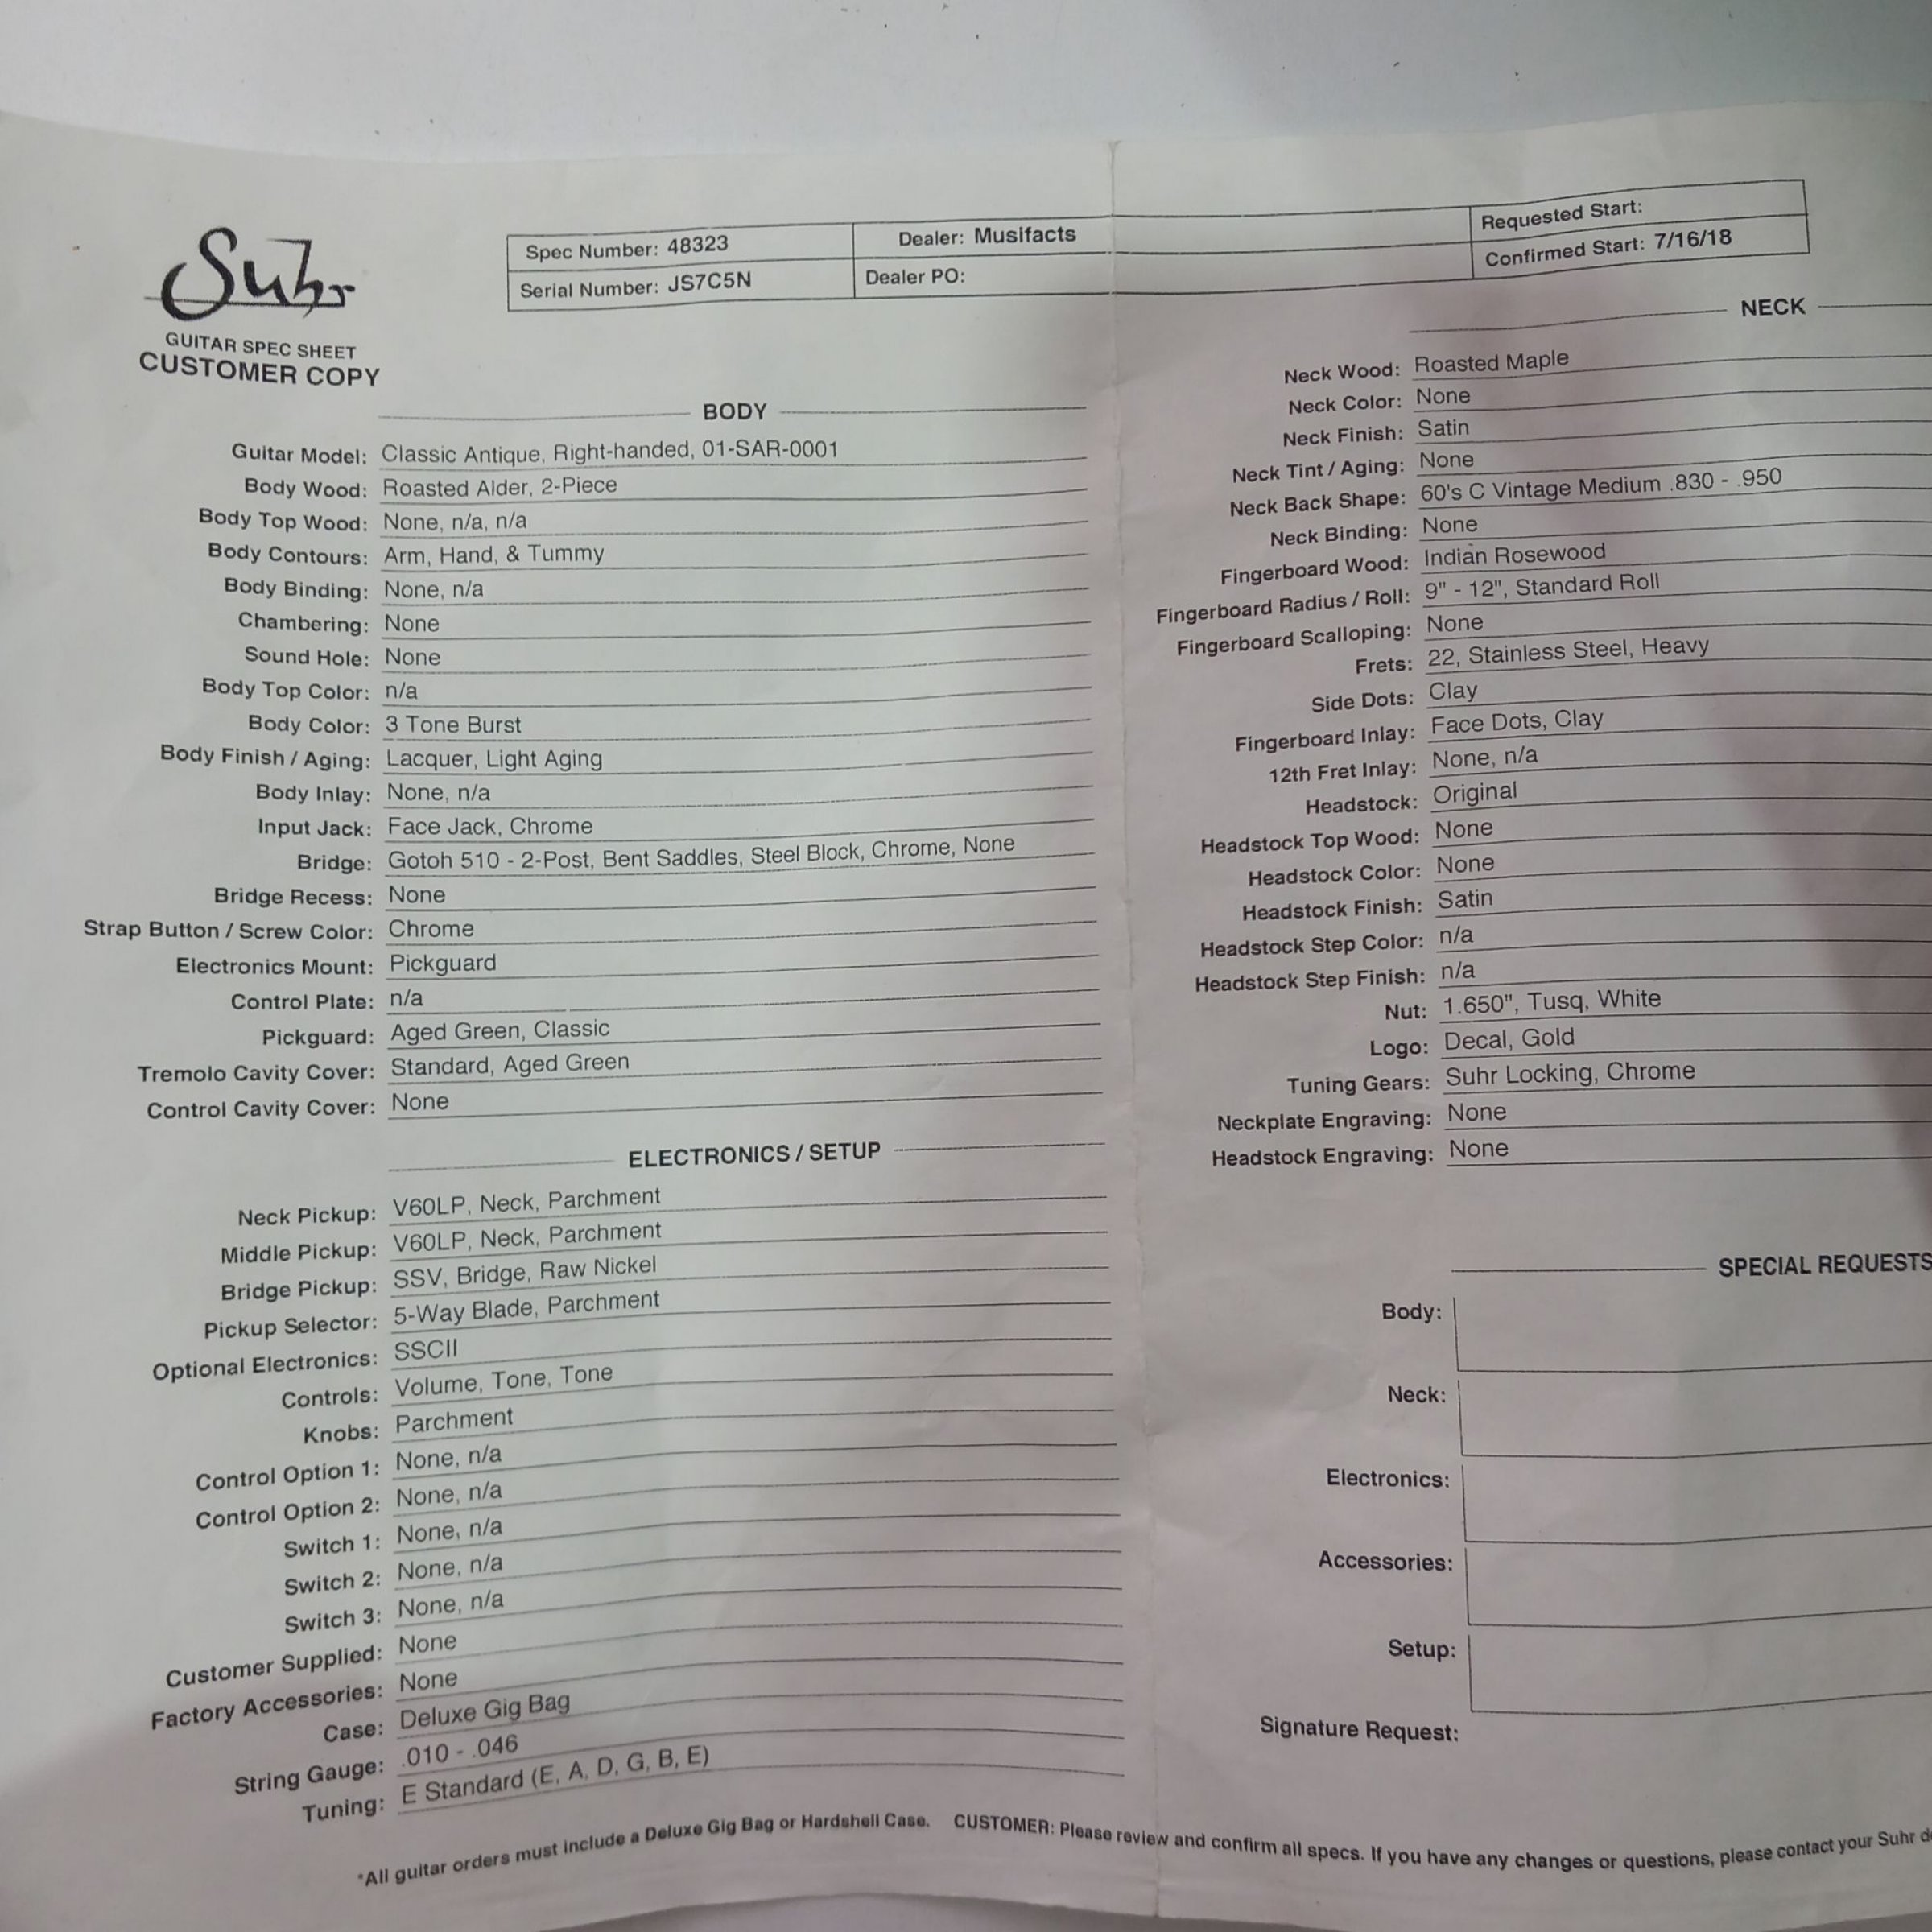 Suhr
GUITAR SPEC SHEET
CUSTOMER COPY
Spec Number: 48323
Serial Number: JS7C5N
Dealer: Musifacts
Dealer PO:
Requested Start:
Confirmed Start: 7/16/18
BODY
Guitar Model: Classic Antique, Right-handed, 01-SAR-0001
Body Wood: Roasted Alder, 2-Piece
Body Top Wood: None, n/a, n/a
Body Contours: Arm, Hand, & Tummy
Body Binding: None, n/a
Chambering: None
Sound Hole: None
Body Top Color: n/a
Body Color: 3 Tone Burst
Body Finish / Aging: Lacquer, Light Aging
Body Inlay: None, n/a
Input Jack: Face Jack, Chrome
Bridge: Gotoh 510 - 2-Post, Bent Saddles, Steel Block, Chrome, None
Bridge Recess: None
Strap Button / Screw Color: Chrome
Electronics Mount: Pickguard
Control Plate: n/a
Pickguard: Aged Green, Classic
Tremolo Cavity Cover: Standard, Aged Green
Control Cavity Cover: None
ELECTRONICS / SETUP
Neck Pickup: V60LP, Neck, Parchment
Middle Pickup: V60LP, Neck, Parchment
Bridge Pickup: SSV, Bridge, Raw Nickel
Pickup Selector: 5-Way Blade, Parchment
Optional Electronics: SSCII
Controls: Volume, Tone, Tone
Knobs: Parchment
Control Option 1: None, n/a
Control Option 2: None, n/a
Switch 1: None, n/a
Switch 2: None, n/a
Switch 3: None, n/a
Customer Supplied: None
Factory Accessories: None
Case: Deluxe Gig Bag
String Gauge: .010 - .046
Tuning: E Standard (E, A, D, G, B, E)
NECK
Neck Wood: Roasted Maple
Neck Color: None
Neck Finish: Satin
Neck Tint / Aging: None
Neck Back Shape: 60's C Vintage Medium .830 - .950
Neck Binding: None
Fingerboard Wood: Indian Rosewood
Fingerboard Radius / Roll: 9" - 12", Standard Roll
Fingerboard Scalloping: None
Frets: 22, Stainless Steel, Heavy
Side Dots: Clay
Fingerboard Inlay: Face Dots, Clay
12th Fret Inlay: None, n/a
Headstock: Original
Headstock Top Wood: None
Headstock Color: None
Headstock Finish: Satin
Headstock Step Color: n/a
Headstock Step Finish: n/a
Nut: 1.650", Tusq, White
Logo: Decal, Gold
Tuning Gears: Suhr Locking, Chrome
Neckplate Engraving: None
Headstock Engraving: None
SPECIAL REQUESTS
Body:
Neck:
Electronics:
Accessories:
Setup:
Signature Request:
*All guitar orders must include a Deluxe Gig Bag or Hardshell Case. CUSTOMER: Please review and confirm all specs. If you have any changes or questions, please contact your Suhr